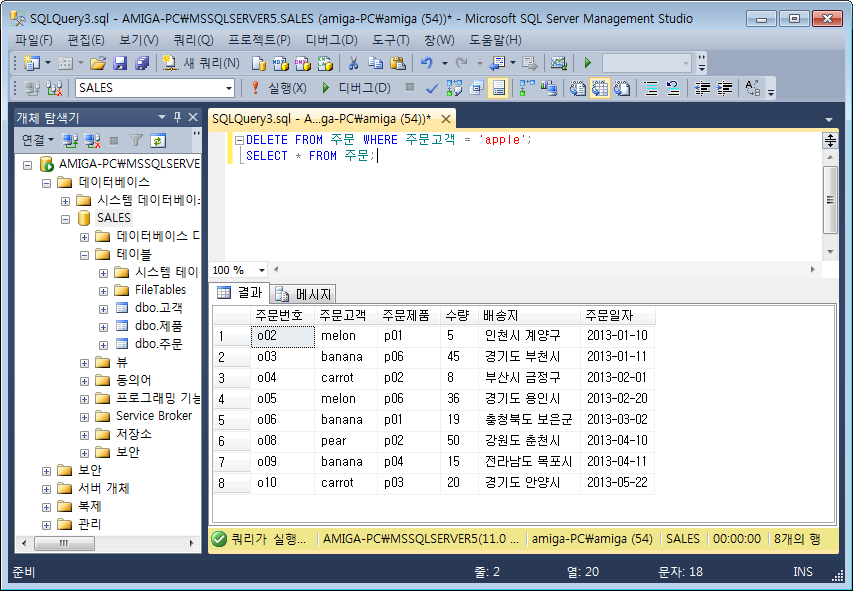 SQLQuery3.sql - AMIGA-PC\MSSQLSERVER5.SALES (amiga-PC\amiga (54))* - Microsoft SQL Server Management Studio
파일(F) 편집(E) 보기(V) 쿼리(Q) 프로젝트(P) 디버그(D) 도구(T) 창(W) 도움말(H)
새 쿼리(N)
SALES 실행(X) 디버그(D)
개체 탐색기
연결
AMIGA-PC\MSSQLSERVE
데이터베이스
시스템 데이터베이스
SALES
데이터베이스 다
테이블
시스템 테이
FileTables
dbo.고객
dbo.제품
dbo.주문
뷰
동의어
프로그래밍 기능
Service Broker
저장소
보안
보안
서버 개체
복제
관리
SQLQuery3.sql - A...ga-PC\amiga (54))*
DELETE FROM 주문 WHERE 주문고객 = 'apple';
SELECT * FROM 주문;
100 %
결과 메시지
주문번호 주문고객 주문제품 수량 배송지 주문일자
1 o02 melon p01 5 인천시 계양구 2013-01-10
2 o03 banana p06 45 경기도 부천시 2013-01-11
3 o04 carrot p02 8 부산시 금정구 2013-02-01
4 o05 melon p06 36 경기도 용인시 2013-02-20
5 o06 banana p01 19 충청북도 보은군 2013-03-02
6 o08 pear p02 50 강원도 춘천시 2013-04-10
7 o09 banana p04 15 전라남도 목포시 2013-04-11
8 o10 carrot p03 20 경기도 안양시 2013-05-22
쿼리가 실행... AMIGA-PC\MSSQLSERVER5(11.0 ... amiga-PC\amiga (54) SALES 00:00:00 8개의 행
준비 줄: 2 열: 20 문자: 18 INS